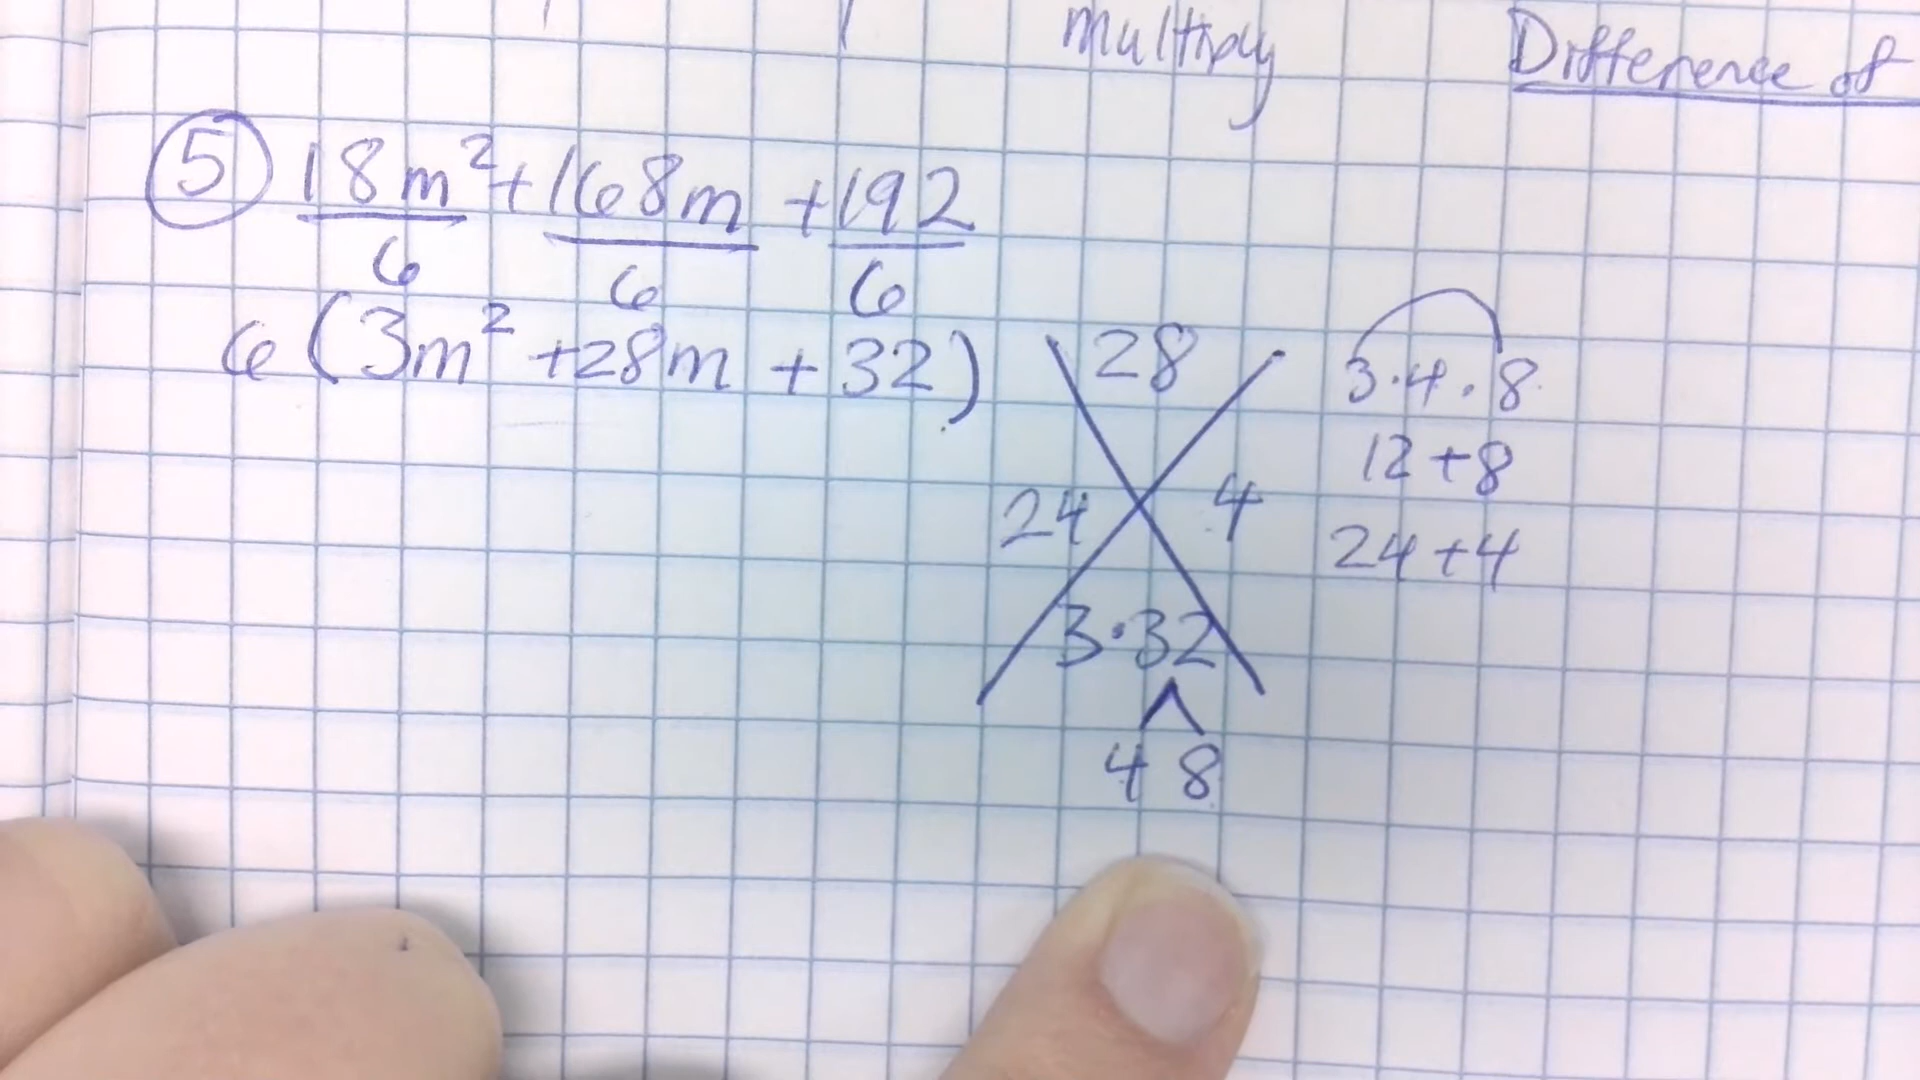 multiply
Difference of
⑤ 18m² + 168m + 192
6 6 6
6 (3m² + 28m + 32)
28
24 4
3·32
4 8
3·4·8
12 + 8
24 + 4